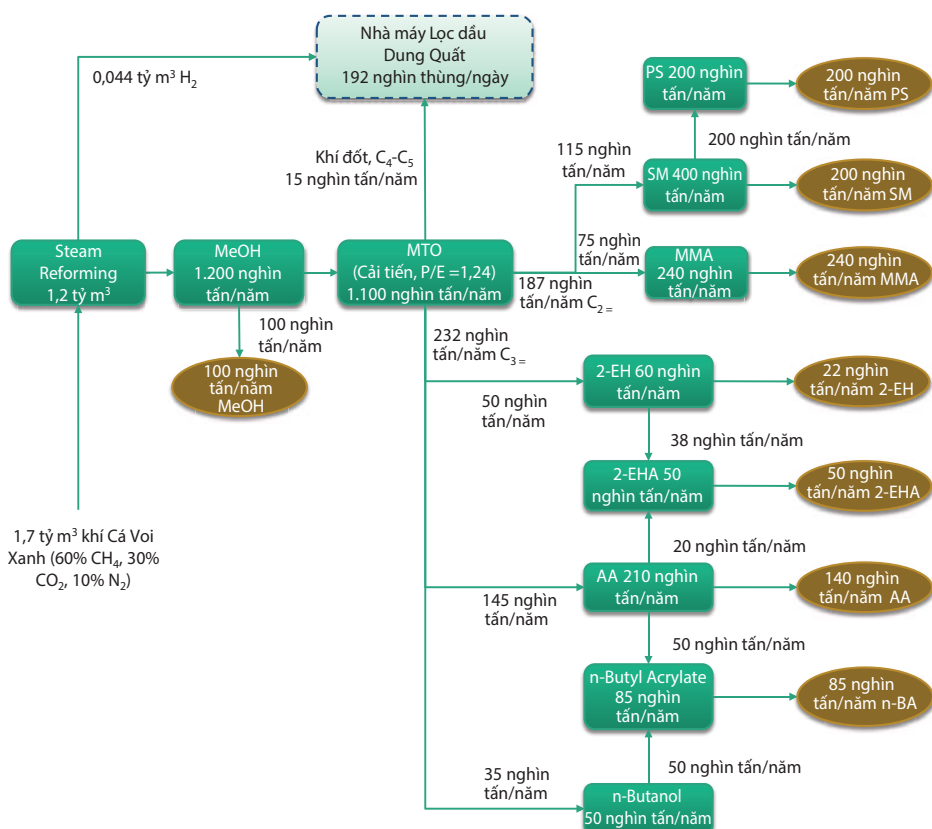 Nhà máy Lọc dầu
Dung Quất
192 nghìn thùng/ngày
0,044 tỷ m³ H₂
Khí đốt, C₄-C₅
15 nghìn tấn/năm
PS 200 nghìn
tấn/năm
200 nghìn
tấn/năm PS
200 nghìn tấn/năm
115 nghìn
tấn/năm
SM 400 nghìn
tấn/năm
200 nghìn
tấn/năm SM
Steam
Reforming
1,2 tỷ m³
MeOH
1.200 nghìn
tấn/năm
MTO
(Cải tiến, P/E =1,24)
1.100 nghìn tấn/năm
75 nghìn
tấn/năm
187 nghìn
tấn/năm C₂₌
MMA
240 nghìn
tấn/năm
240 nghìn
tấn/năm MMA
100 nghìn
tấn/năm
100 nghìn
tấn/năm
MeOH
232 nghìn
tấn/năm C₃₌
50 nghìn
tấn/năm
2-EH 60 nghìn
tấn/năm
22 nghìn
tấn/năm 2-EH
38 nghìn tấn/năm
2-EHA 50
nghìn tấn/năm
50 nghìn
tấn/năm 2-EHA
1,7 tỷ m³ khí Cá Voi
Xanh (60% CH₄, 30%
CO₂, 10% N₂)
20 nghìn tấn/năm
145 nghìn
tấn/năm
AA 210 nghìn
tấn/năm
140 nghìn
tấn/năm AA
50 nghìn tấn/năm
n-Butyl Acrylate
85 nghìn
tấn/năm
85 nghìn
tấn/năm n-BA
50 nghìn tấn/năm
35 nghìn
tấn/năm
n-Butanol
50 nghìn tấn/năm